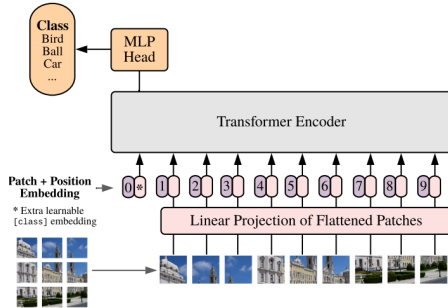 Class
Bird
Ball
Car
...
MLP
Head
Transformer Encoder
Patch + Position
Embedding
0 * 1 2 3 4 5 6 7 8 9
* Extra learnable
[class] embedding
Linear Projection of Flattened Patches